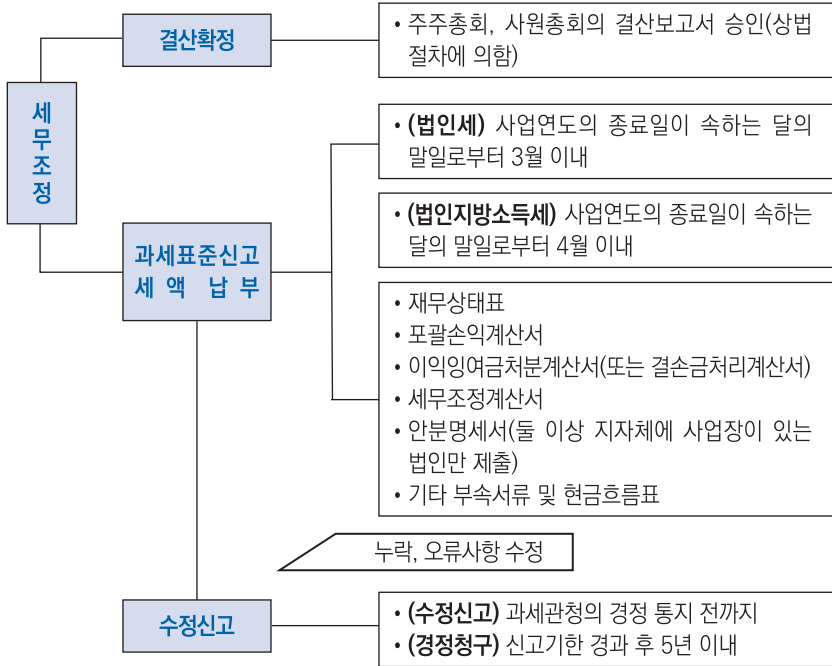 세무조정
결산확정
• 주주총회, 사원총회의 결산보고서 승인(상법
절차에 의함)
과세표준신고
세 액 납 부
• (법인세) 사업연도의 종료일이 속하는 달의
말일로부터 3월 이내
• (법인지방소득세) 사업연도의 종료일이 속하는
달의 말일로부터 4월 이내
• 재무상태표
• 포괄손익계산서
• 이익잉여금처분계산서(또는 결손금처리계산서)
• 세무조정계산서
• 안분명세서(둘 이상 지자체에 사업장이 있는
법인만 제출)
• 기타 부속서류 및 현금흐름표
누락, 오류사항 수정
수정신고
• (수정신고) 과세관청의 경정 통지 전까지
• (경정청구) 신고기한 경과 후 5년 이내